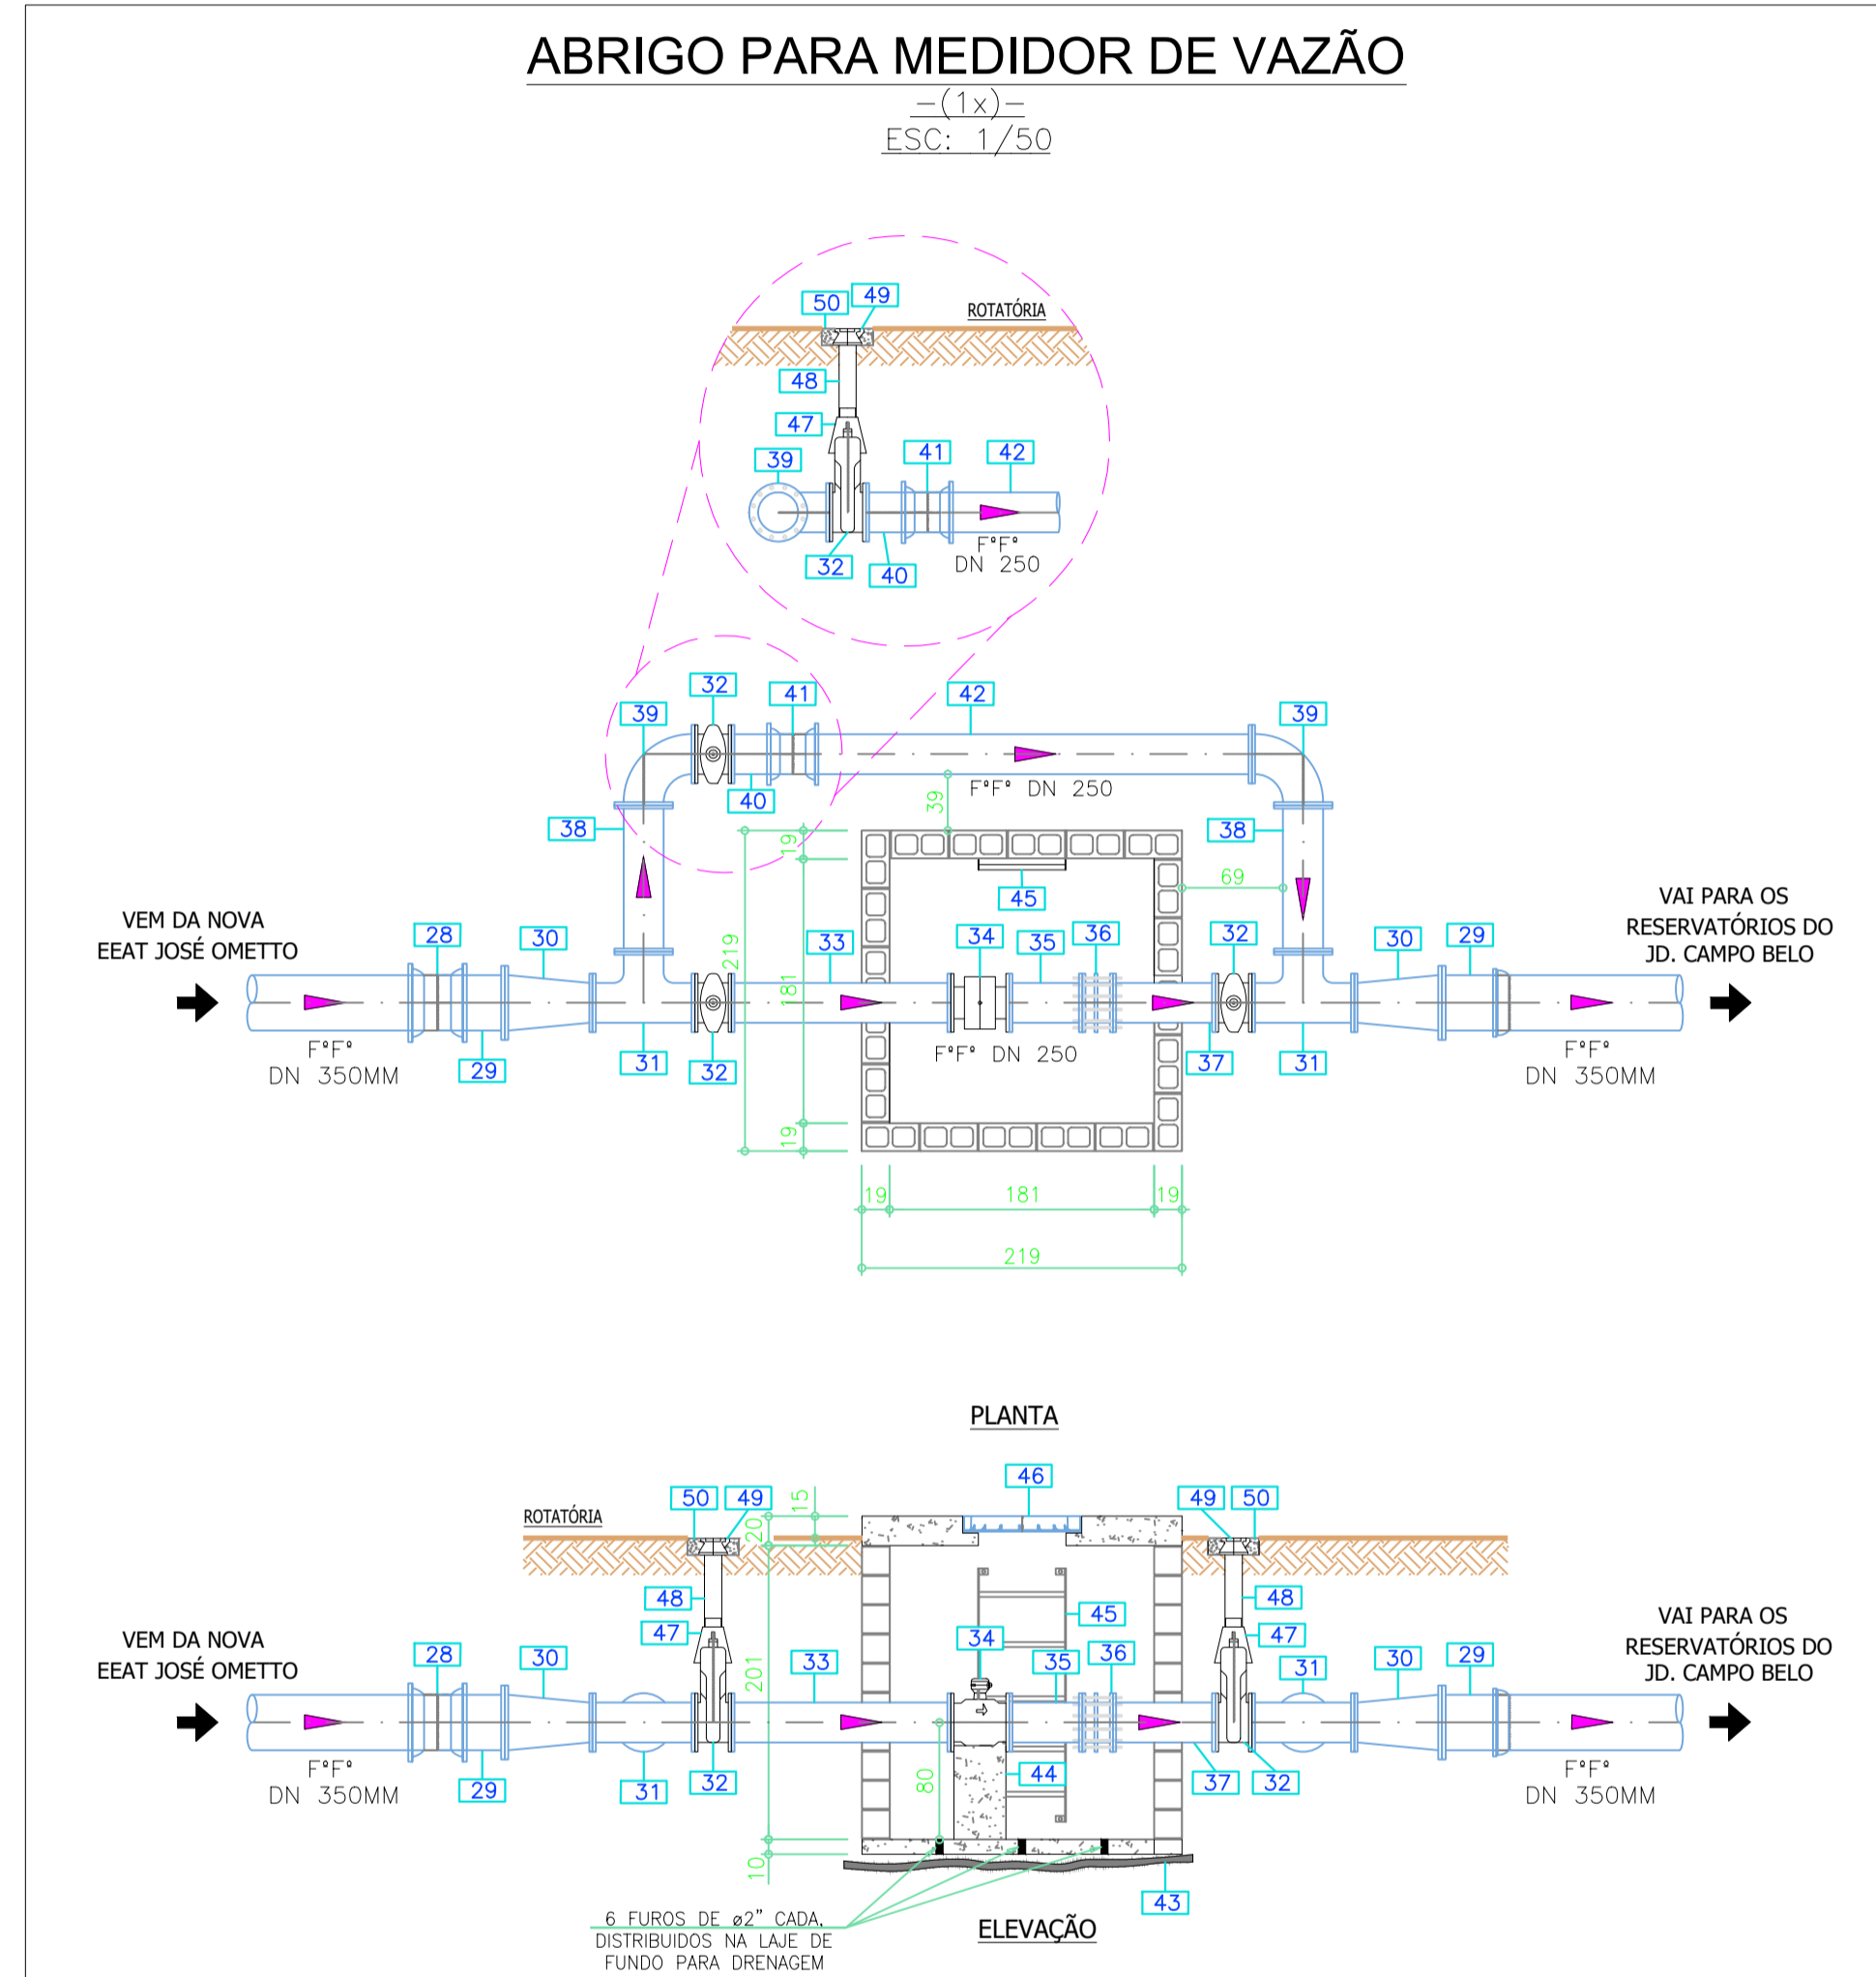 ABRIGO PARA MEDIDOR DE VAZÃO
-(1x)-
ESC: 1/50
50
49
ROTATÓRIA
48
47
39
41
42
32
40
F°F°
DN 250
39
32
41
42
39
40
F°F° DN 250
39
38
38
19
69
45
VEM DA NOVA
EEAT JOSÉ OMETTO
VAI PARA OS
RESERVATÓRIOS DO
JD. CAMPO BELO
28
30
33
34
35
36
32
30
29
219
181
F°F°
DN 350MM
29
31
32
F°F° DN 250
37
31
F°F°
DN 350MM
19
19
181
19
219
PLANTA
46
ROTATÓRIA
50
49
15
20
49
50
48
47
34
45
48
47
VEM DA NOVA
EEAT JOSÉ OMETTO
VAI PARA OS
RESERVATÓRIOS DO
JD. CAMPO BELO
28
30
33
201
35
36
31
30
29
F°F°
DN 350MM
29
31
32
80
44
37
32
F°F°
DN 350MM
10
43
6 FUROS DE ø2" CADA,
DISTRIBUIDOS NA LAJE DE
FUNDO PARA DRENAGEM
ELEVAÇÃO